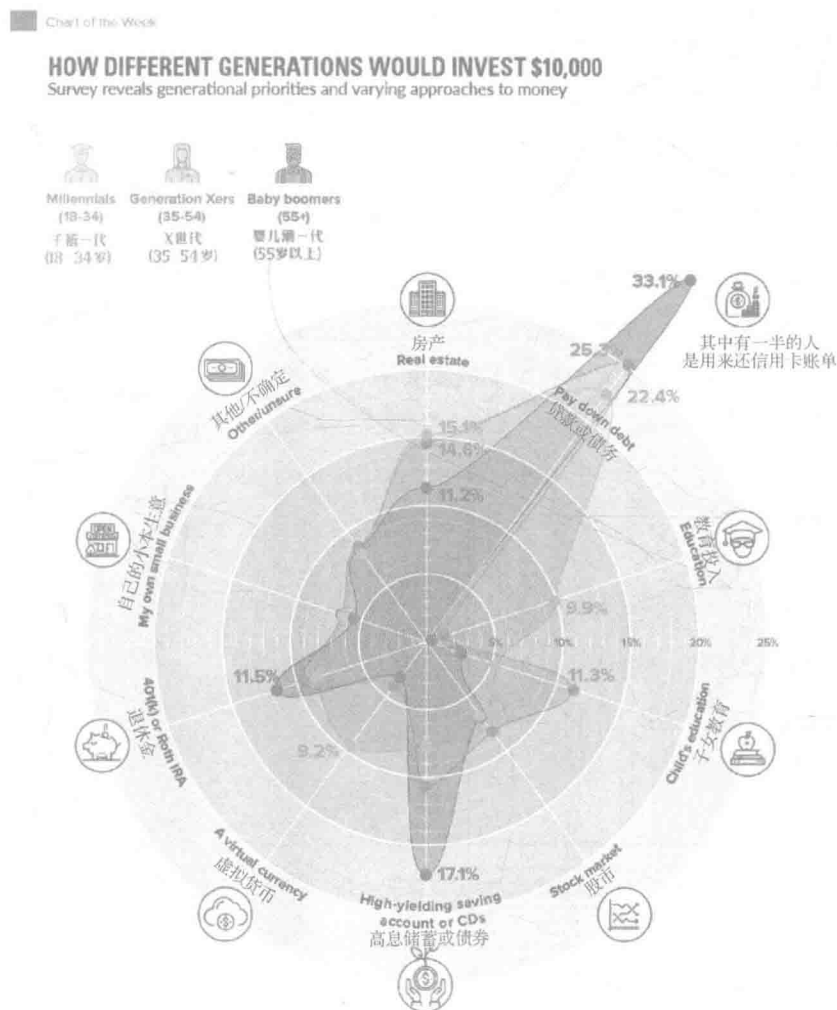 Chart of the Week
HOW DIFFERENT GENERATIONS WOULD INVEST $10,000
Survey reveals generational priorities and varying approaches to money
Millennials
(18-34)
千禧一代
(18 34岁)
Generation Xers
(35-54)
X世代
(35 54岁)
Baby boomers
(55+)
婴儿潮一代
(55岁以上)
房产
Real estate
33.1%
25.7%
22.4%
其中有一半的人
是用来还信用卡账单
Pay down debt
贷款或债务
其他/不确定
Other/unsure
15.1%
14.6%
11.2%
教育投入
Education
9.9%
自己的小本生意
My own small business
5%
10%
15%
20%
25%
11.5%
11.3%
401(k) or Roth IRA
退休金
Child's education
子女教育
9.2%
A virtual currency
虚拟货币
17.1%
High-yielding saving
account or CDs
高息储蓄或债券
Stock market
股市